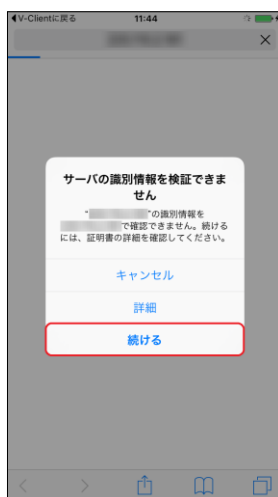 ◀V-Clientに戻る 11:44
サーバの識別情報を検証できま
せん
" "の識別情報を
で確認できません。続ける
には、証明書の詳細を確認してください。
キャンセル
詳細
続ける